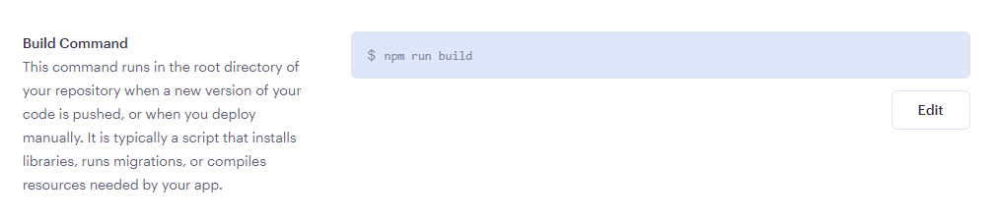 Build Command
This command runs in the root directory of
your repository when a new version of your
code is pushed, or when you deploy
manually. It is typically a script that installs
libraries, runs migrations, or compiles
resources needed by your app.
$ npm run build
Edit